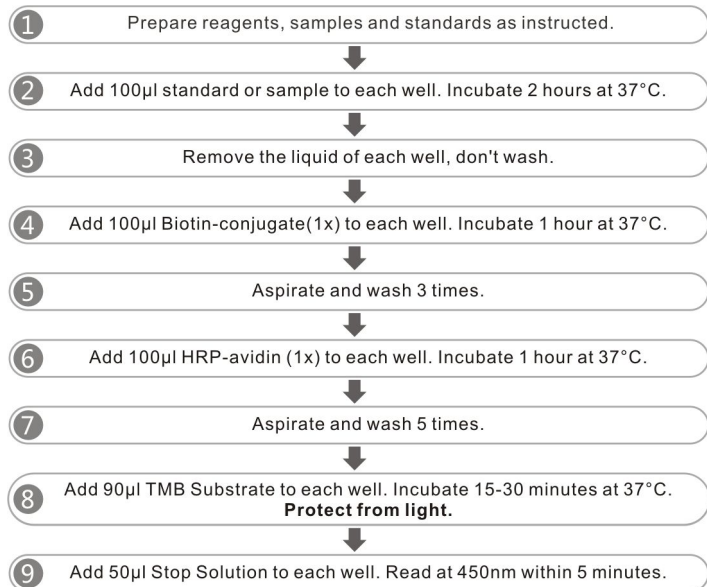 1 Prepare reagents, samples and standards as instructed.
2 Add 100µl standard or sample to each well. Incubate 2 hours at 37°C.
3 Remove the liquid of each well, don't wash.
4 Add 100µl Biotin-conjugate(1x) to each well. Incubate 1 hour at 37°C.
5 Aspirate and wash 3 times.
6 Add 100µl HRP-avidin (1x) to each well. Incubate 1 hour at 37°C.
7 Aspirate and wash 5 times.
8 Add 90µl TMB Substrate to each well. Incubate 15-30 minutes at 37°C.
Protect from light.
9 Add 50µl Stop Solution to each well. Read at 450nm within 5 minutes.